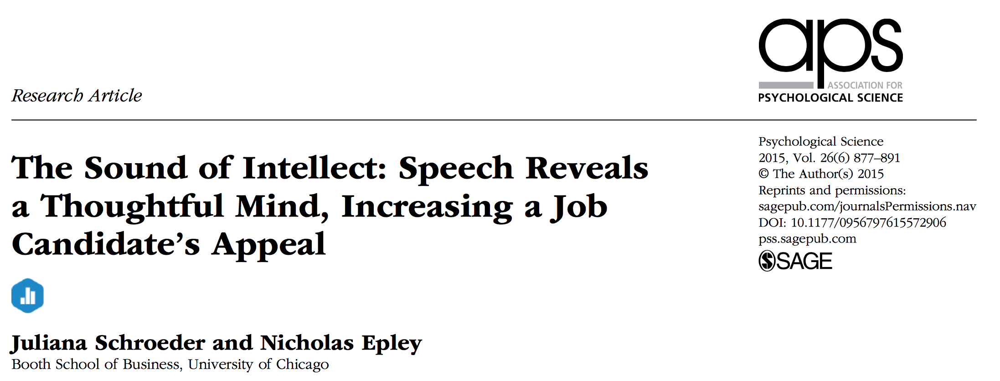 aps
ASSOCIATION FOR
PSYCHOLOGICAL SCIENCE
Research Article
The Sound of Intellect: Speech Reveals
a Thoughtful Mind, Increasing a Job
Candidate’s Appeal
Juliana Schroeder and Nicholas Epley
Booth School of Business, University of Chicago
Psychological Science
2015, Vol. 26(6) 877–891
© The Author(s) 2015
Reprints and permissions:
sagepub.com/journalsPermissions.nav
DOI: 10.1177/0956797615572906
pss.sagepub.com
SAGE